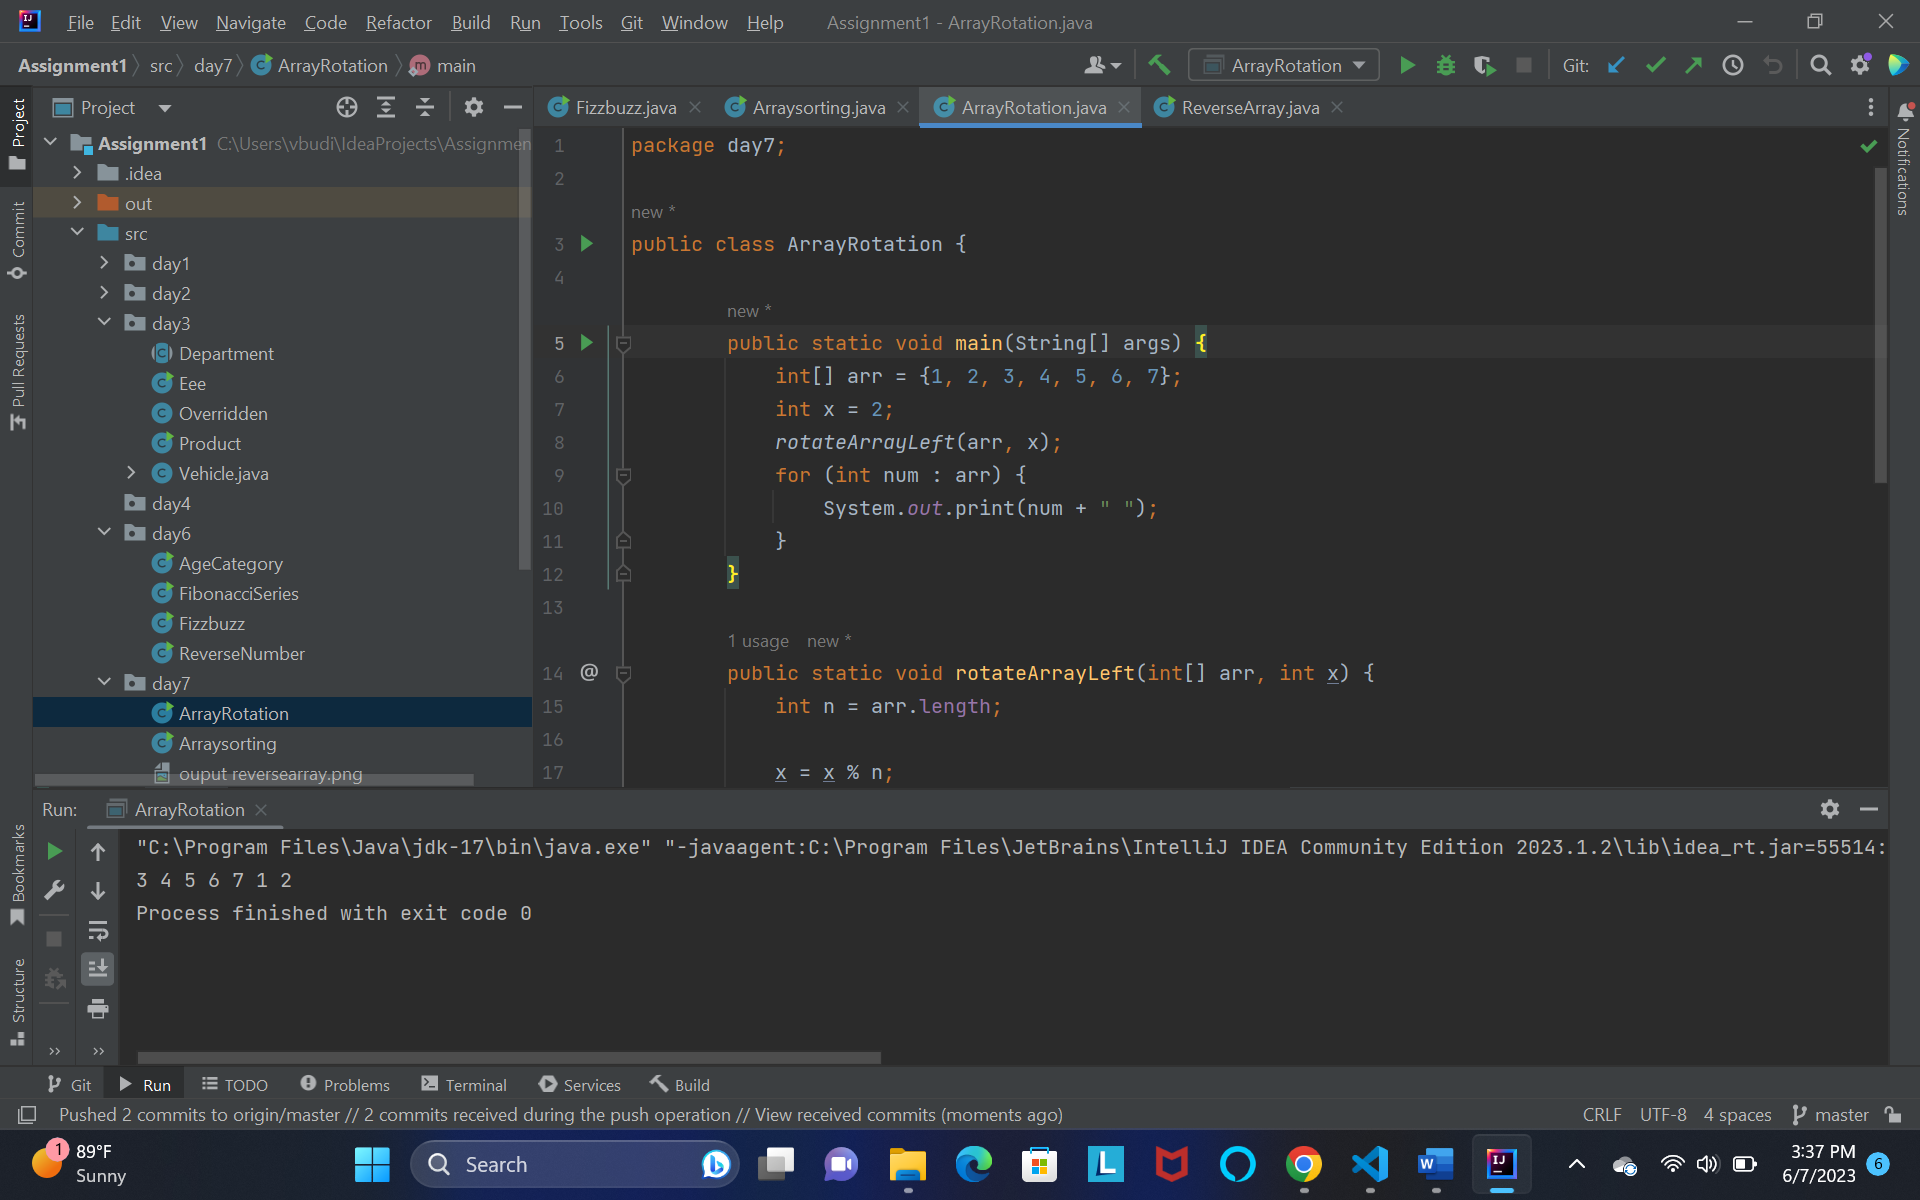 File Edit View Navigate Code Refactor Build Run Tools Git Window Help Assignment1 - ArrayRotation.java
Assignment1 src day7 ArrayRotation main ArrayRotation Git:
Project
Fizzbuzz.java Arraysorting.java ArrayRotation.java ReverseArray.java
Assignment1 C:\Users\vbudi\IdeaProjects\Assignmen
.idea
out
src
day1
day2
day3
Department
Eee
Overridden
Product
Vehicle.java
day4
day6
AgeCategory
FibonacciSeries
Fizzbuzz
ReverseNumber
day7
ArrayRotation
Arraysorting
ouput reversearray.png
Project
Commit
Pull Requests
Bookmarks
Structure
Notifications
1 package day7;
2
new *
3 public class ArrayRotation {
4
new *
5 public static void main(String[] args) {
6 int[] arr = {1, 2, 3, 4, 5, 6, 7};
7 int x = 2;
8 rotateArrayLeft(arr, x);
9 for (int num : arr) {
10 System.out.print(num + " ");
11 }
12 }
13
1 usage new *
14 @ public static void rotateArrayLeft(int[] arr, int x) {
15 int n = arr.length;
16
17 x = x % n;
Run: ArrayRotation
"C:\Program Files\Java\jdk-17\bin\java.exe" "-javaagent:C:\Program Files\JetBrains\IntelliJ IDEA Community Edition 2023.1.2\lib\idea_rt.jar=55514:
3 4 5 6 7 1 2
Process finished with exit code 0
Git Run TODO Problems Terminal Services Build
Pushed 2 commits to origin/master // 2 commits received during the push operation // View received commits (moments ago) CRLF UTF-8 4 spaces master
1 89°F
Sunny
Search
3:37 PM
6/7/2023
6